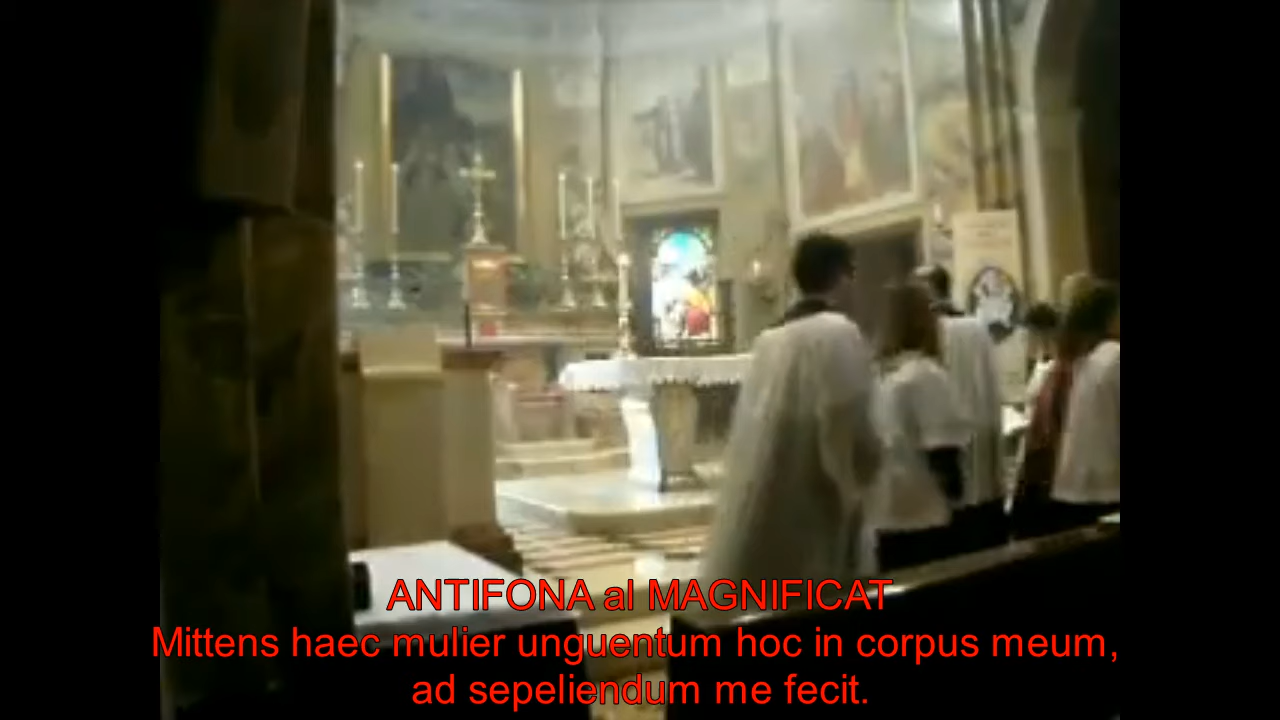 ANTIFONA al MAGNIFICAT
Mittens haec mulier unguentum hoc in corpus meum,
ad sepeliendum me fecit.